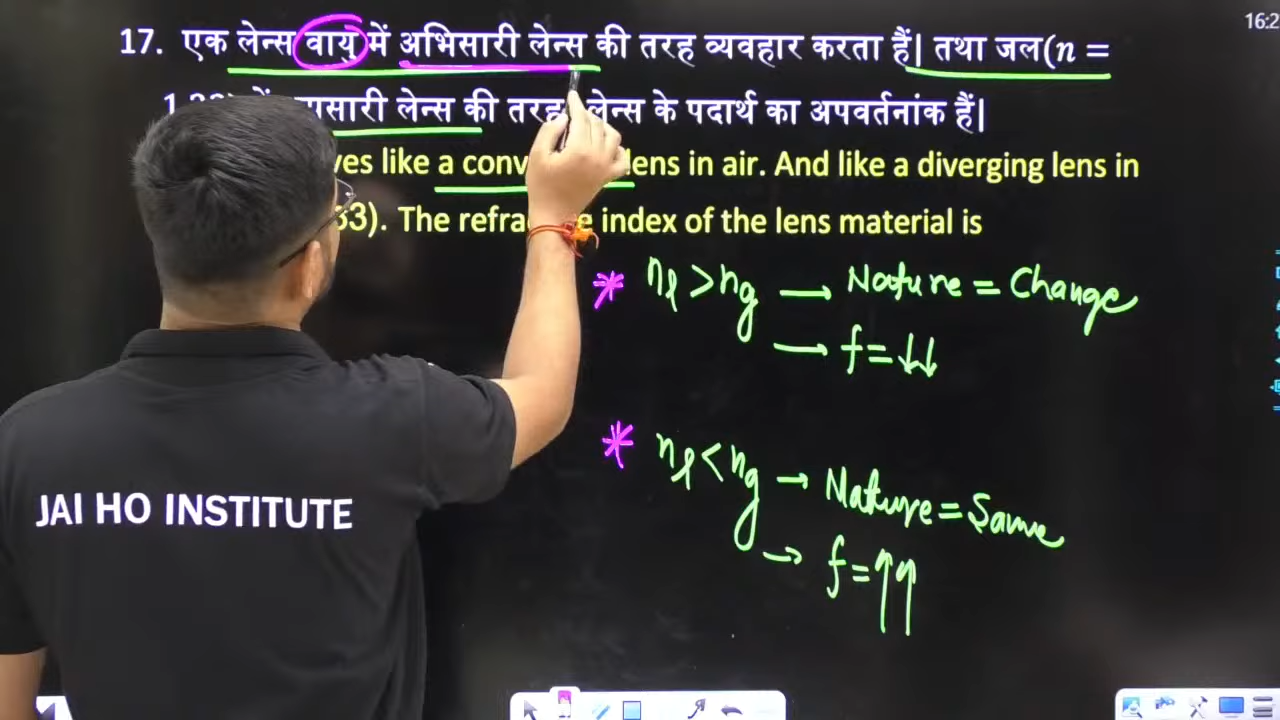 16:2
17. एक लेन्स वायु में अभिसारी लेन्स की तरह व्यवहार करता हैं| तथा जल(n =
सारी लेन्स की तरह लेन्स के पदार्थ का अपवर्तनांक हैं|
ves like a conv lens in air. And like a diverging lens in
33). The refra index of the lens material is
* nl > ng → Nature = Change
→ f = ↓↓
* nl < ng → Nature = Same
→ f = ↑↑
JAI HO INSTITUTE